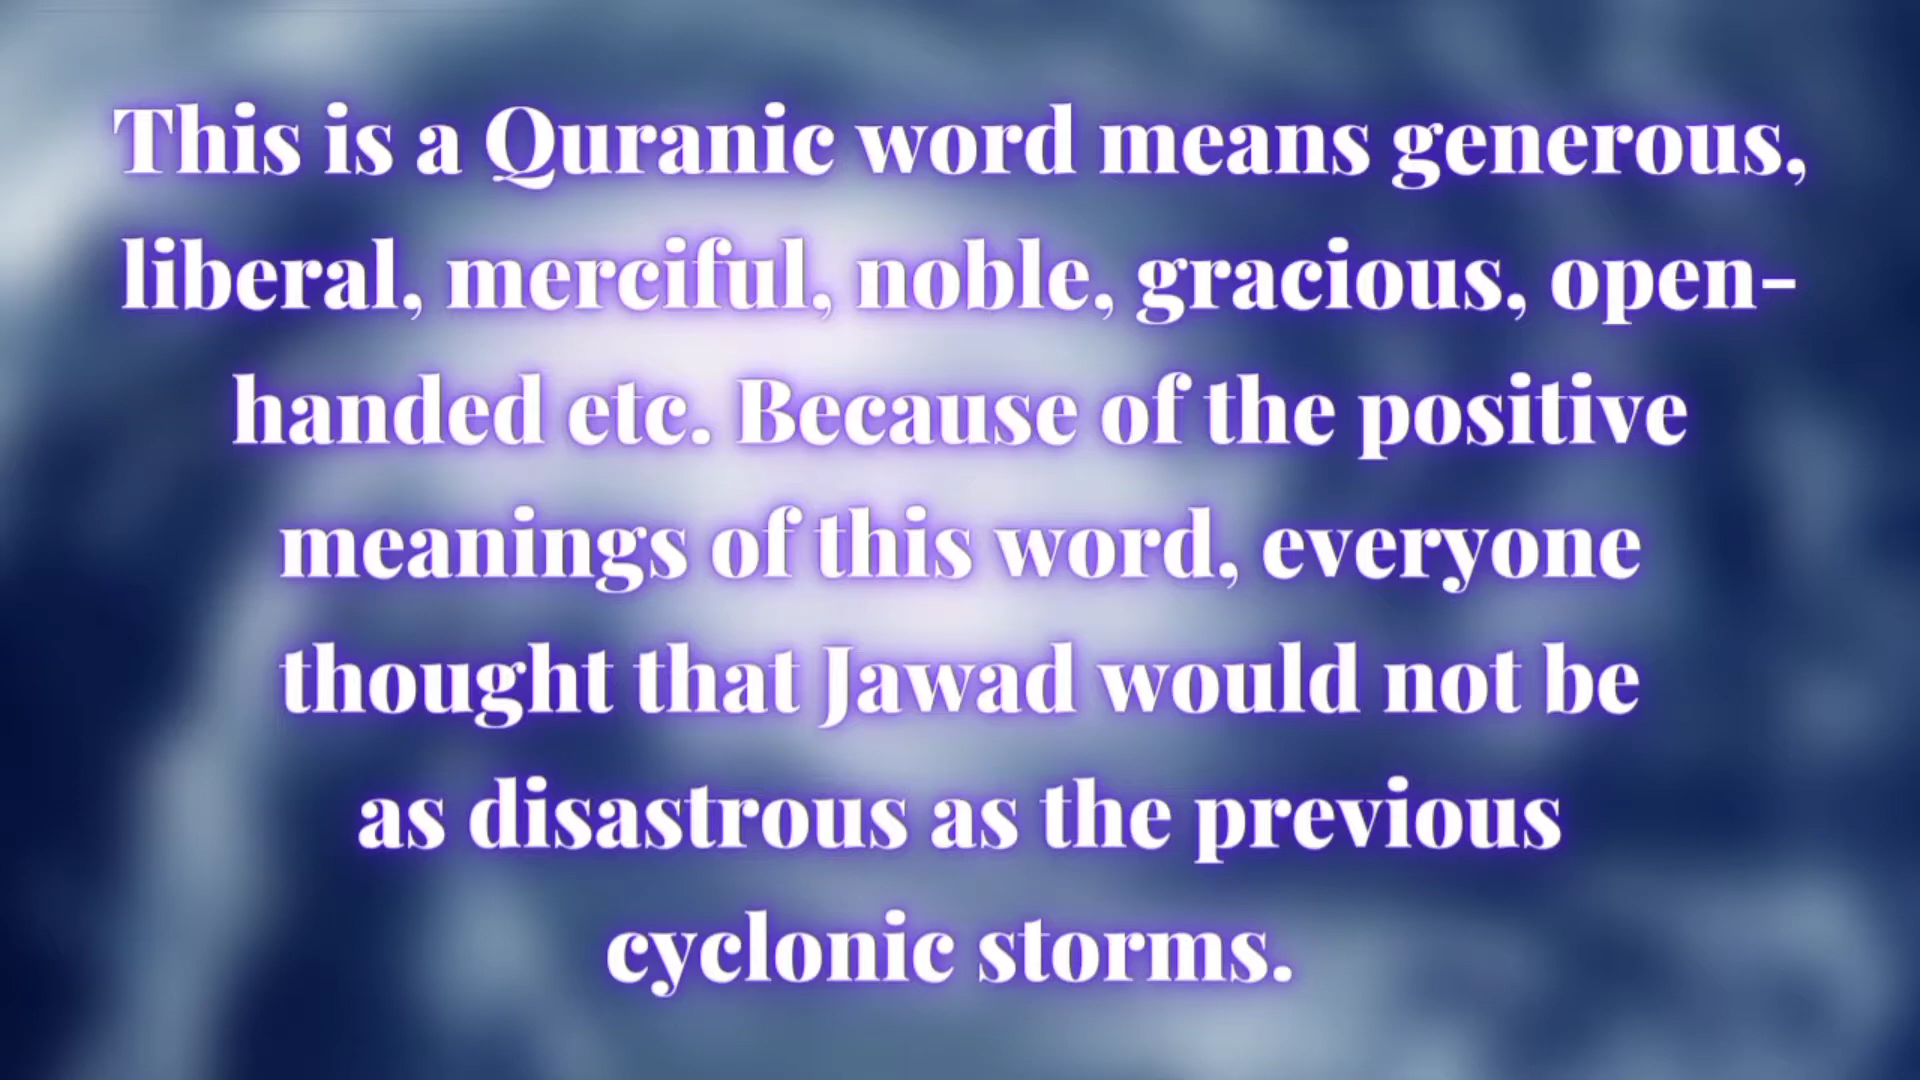 This is a Quranic word means generous,
liberal, merciful, noble, gracious, open-
handed etc. Because of the positive
meanings of this word, everyone
thought that Jawad would not be
as disastrous as the previous
cyclonic storms.